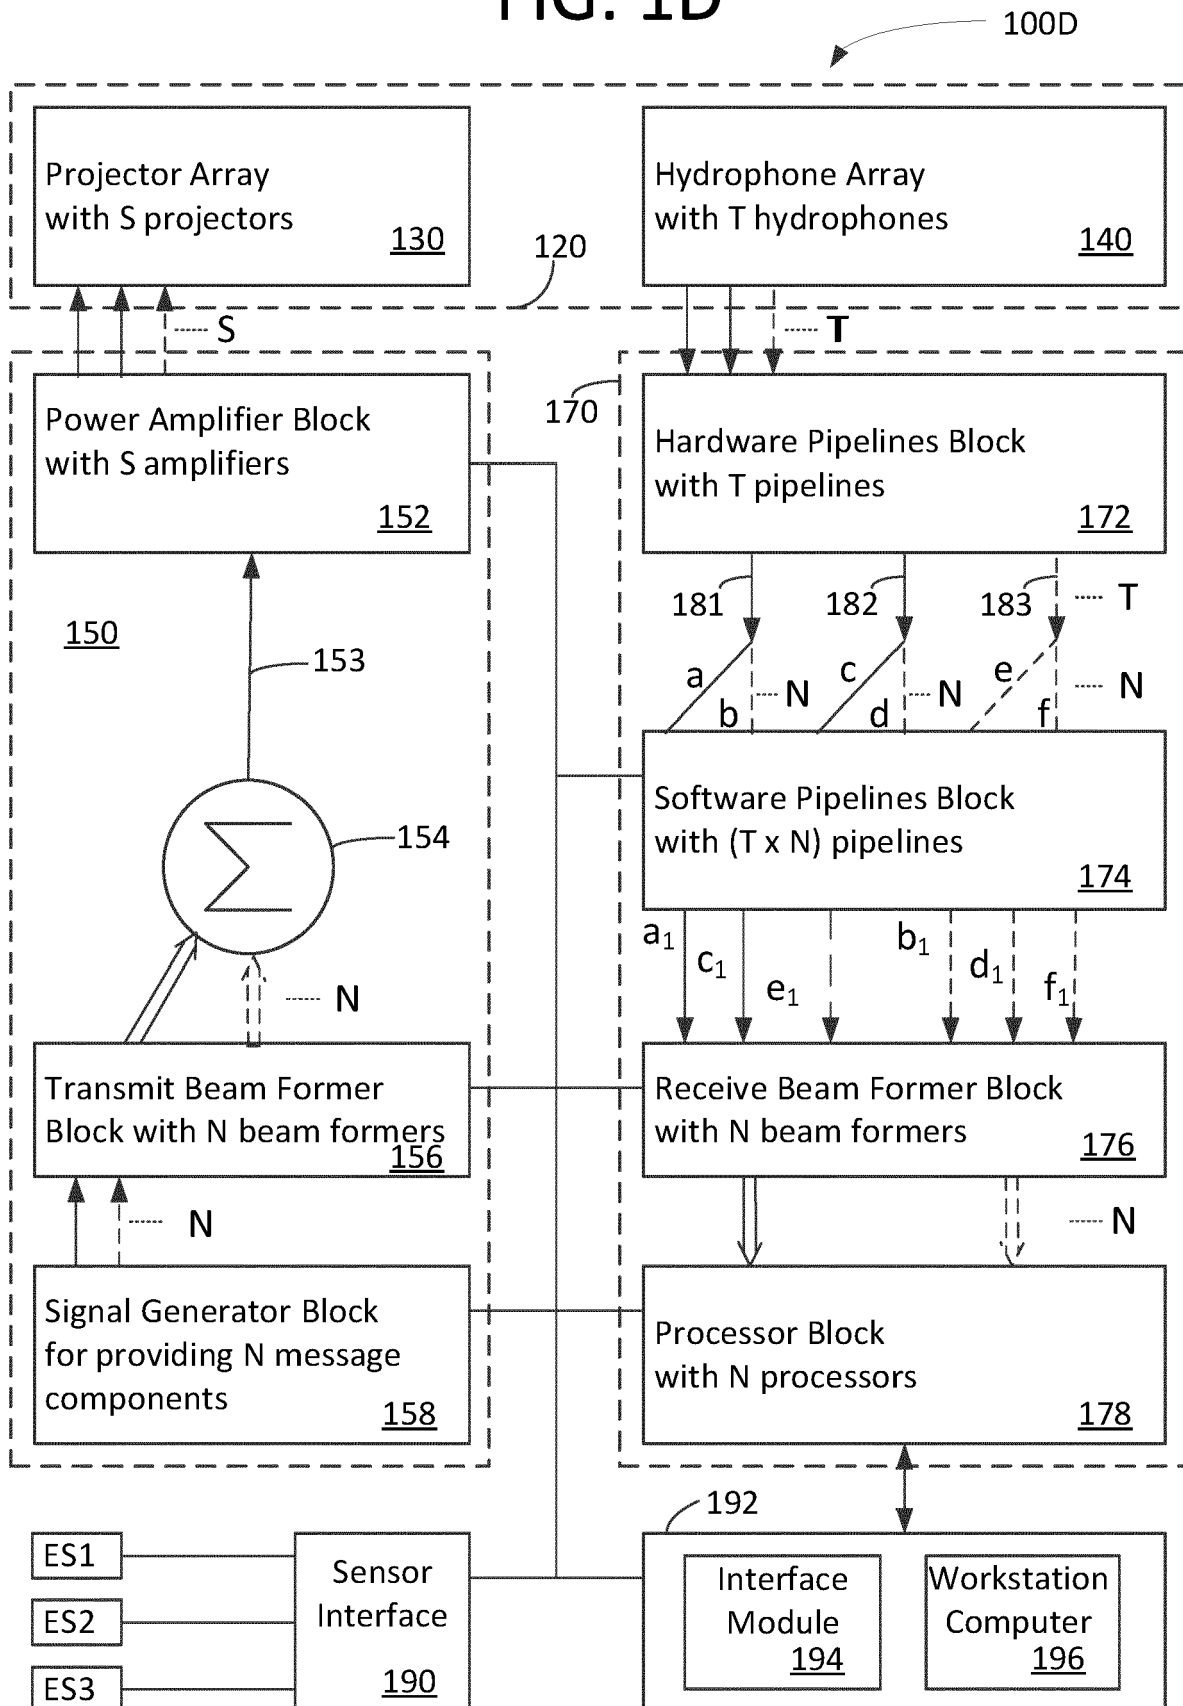 FIG. 1D
100D
Projector Array
with S projectors
130
Hydrophone Array
with T hydrophones
140
120
S
T
Power Amplifier Block
with S amplifiers
152
170
Hardware Pipelines Block
with T pipelines
172
150
153
181
182
183
T
a
b
N
c
d
N
e
f
N
154
Software Pipelines Block
with (T x N) pipelines
174
a1
c1
e1
b1
d1
f1
N
Transmit Beam Former
Block with N beam formers
156
Receive Beam Former Block
with N beam formers
176
N
N
Signal Generator Block
for providing N message
components
158
Processor Block
with N processors
178
192
ES1
ES2
ES3
Sensor
Interface
190
Interface
Module
194
Workstation
Computer
196